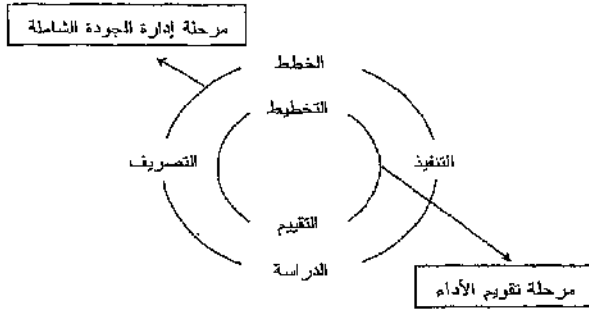 مرحلة إدارة الجودة الشاملة
الخطط
التخطيط
التنفيذ
التصريف
التقييم
الدراسة
مرحلة تقويم الأداء